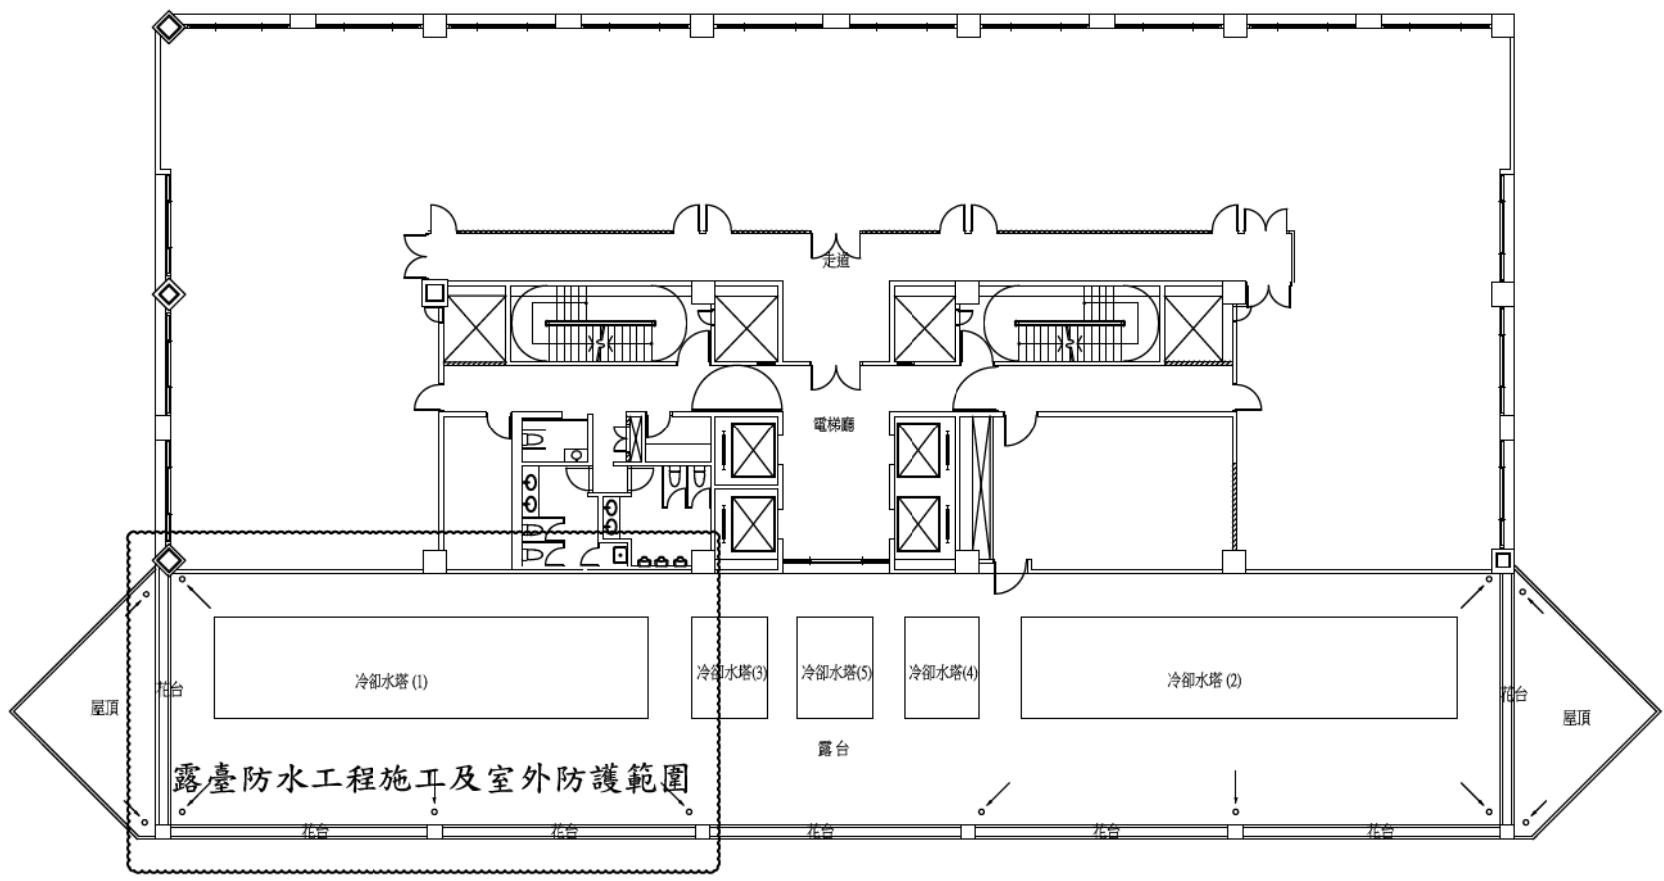 走道
電梯廳
冷卻水塔(3)
冷卻水塔(5)
冷卻水塔(4)
冷卻水塔 (1)
冷卻水塔 (2)
花台
花台
屋頂
屋頂
露台
露臺防水工程施工及室外防護範圍
花台
花台
花台
花台
花台